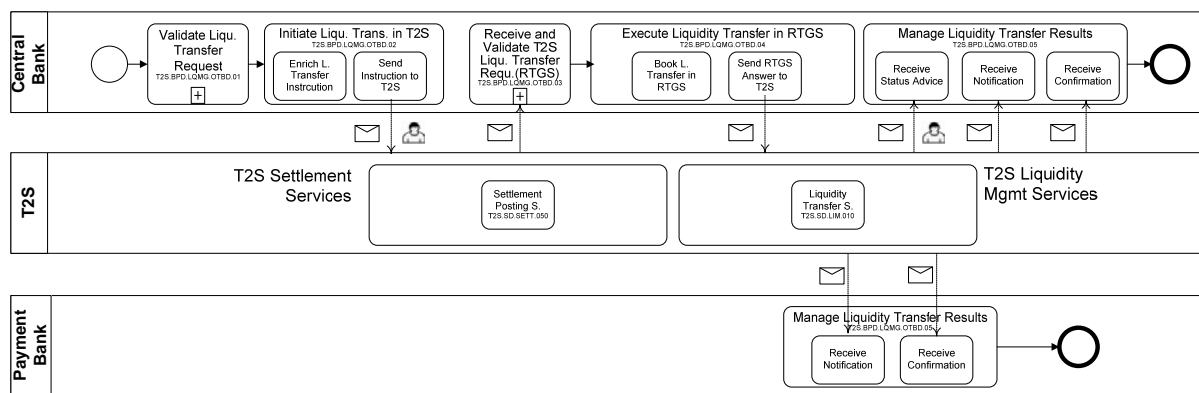 Central
Bank
Validate Liqu.
Transfer
Request
T2S.BPD.LQMG.OTBD.01
Initiate Liqu. Trans. in T2S
T2S.BPD.LQMG.OTBD.02
Enrich L.
Transfer
Instrcution
Send
Instruction to
T2S
Receive and
Validate T2S
Liqu. Transfer
Requ.(RTGS)
T2S.BPD.LQMG.OTBD.03
Execute Liquidity Transfer in RTGS
T2S.BPD.LQMG.OTBD.04
Book L.
Transfer in
RTGS
Send RTGS
Answer to
T2S
Manage Liquidity Transfer Results
T2S.BPD.LQMG.OTBD.05
Receive
Status Advice
Receive
Notification
Receive
Confirmation
T2S
T2S Settlement
Services
Settlement
Posting S.
T2S.SD.SETT.050
Liquidity
Transfer S.
T2S.SD.LIM.010
T2S Liquidity
Mgmt Services
Payment
Bank
Manage Liquidity Transfer Results
T2S.BPD.LQMG.OTBD.05
Receive
Notification
Receive
Confirmation